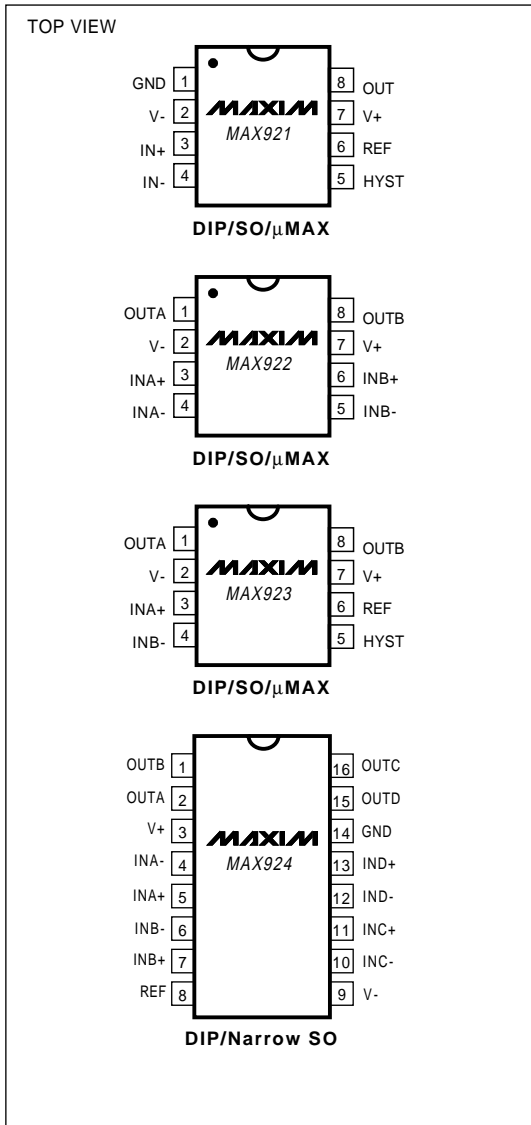 TOP VIEW
GND 1 8 OUT
V- 2 MAXIM 7 V+
MAX921
IN+ 3 6 REF
IN- 4 5 HYST
DIP/SO/µMAX
OUTA 1 8 OUTB
V- 2 MAXIM 7 V+
MAX922
INA+ 3 6 INB+
INA- 4 5 INB-
DIP/SO/µMAX
OUTA 1 8 OUTB
V- 2 MAXIM 7 V+
MAX923
INA+ 3 6 REF
INB- 4 5 HYST
DIP/SO/µMAX
OUTB 1 16 OUTC
OUTA 2 15 OUTD
V+ 3 MAXIM 14 GND
INA- 4 MAX924 13 IND+
INA+ 5 12 IND-
INB- 6 11 INC+
INB+ 7 10 INC-
REF 8 9 V-
DIP/Narrow SO